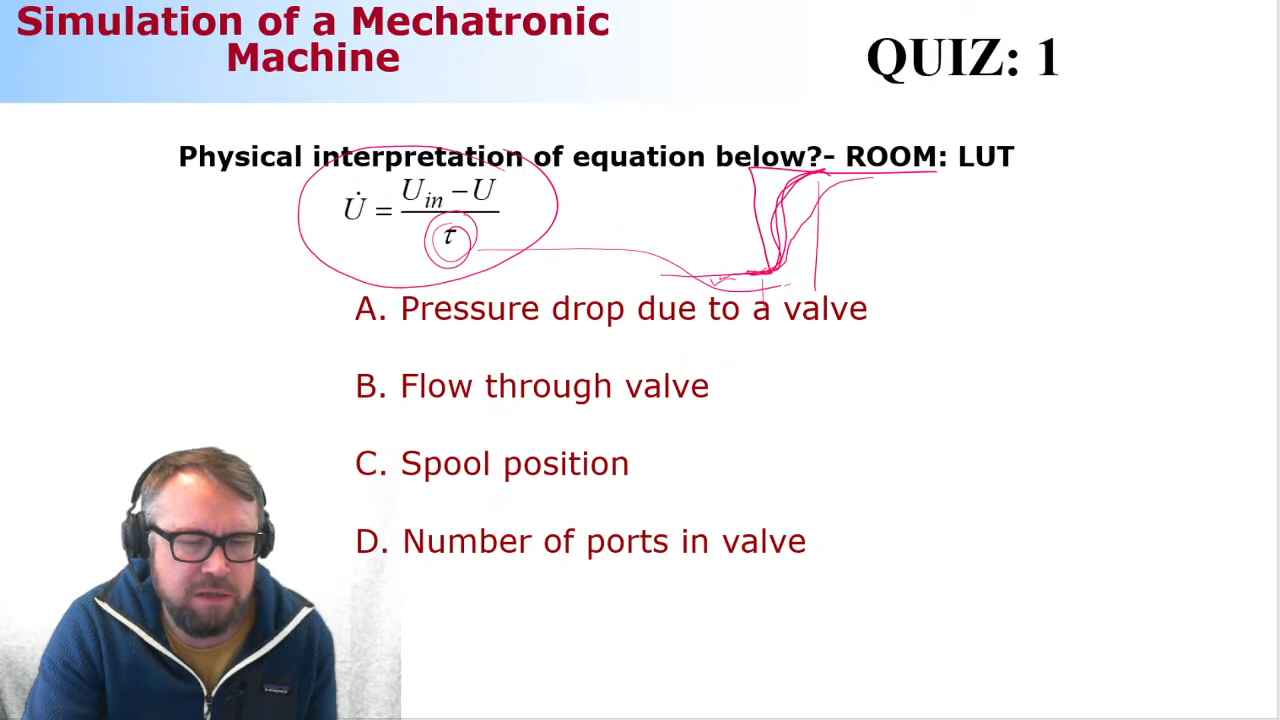 Simulation of a Mechatronic
Machine
QUIZ: 1
Physical interpretation of equation below?- ROOM: LUT
U̇ = (U_in − U) / τ
A. Pressure drop due to a valve
B. Flow through valve
C. Spool position
D. Number of ports in valve